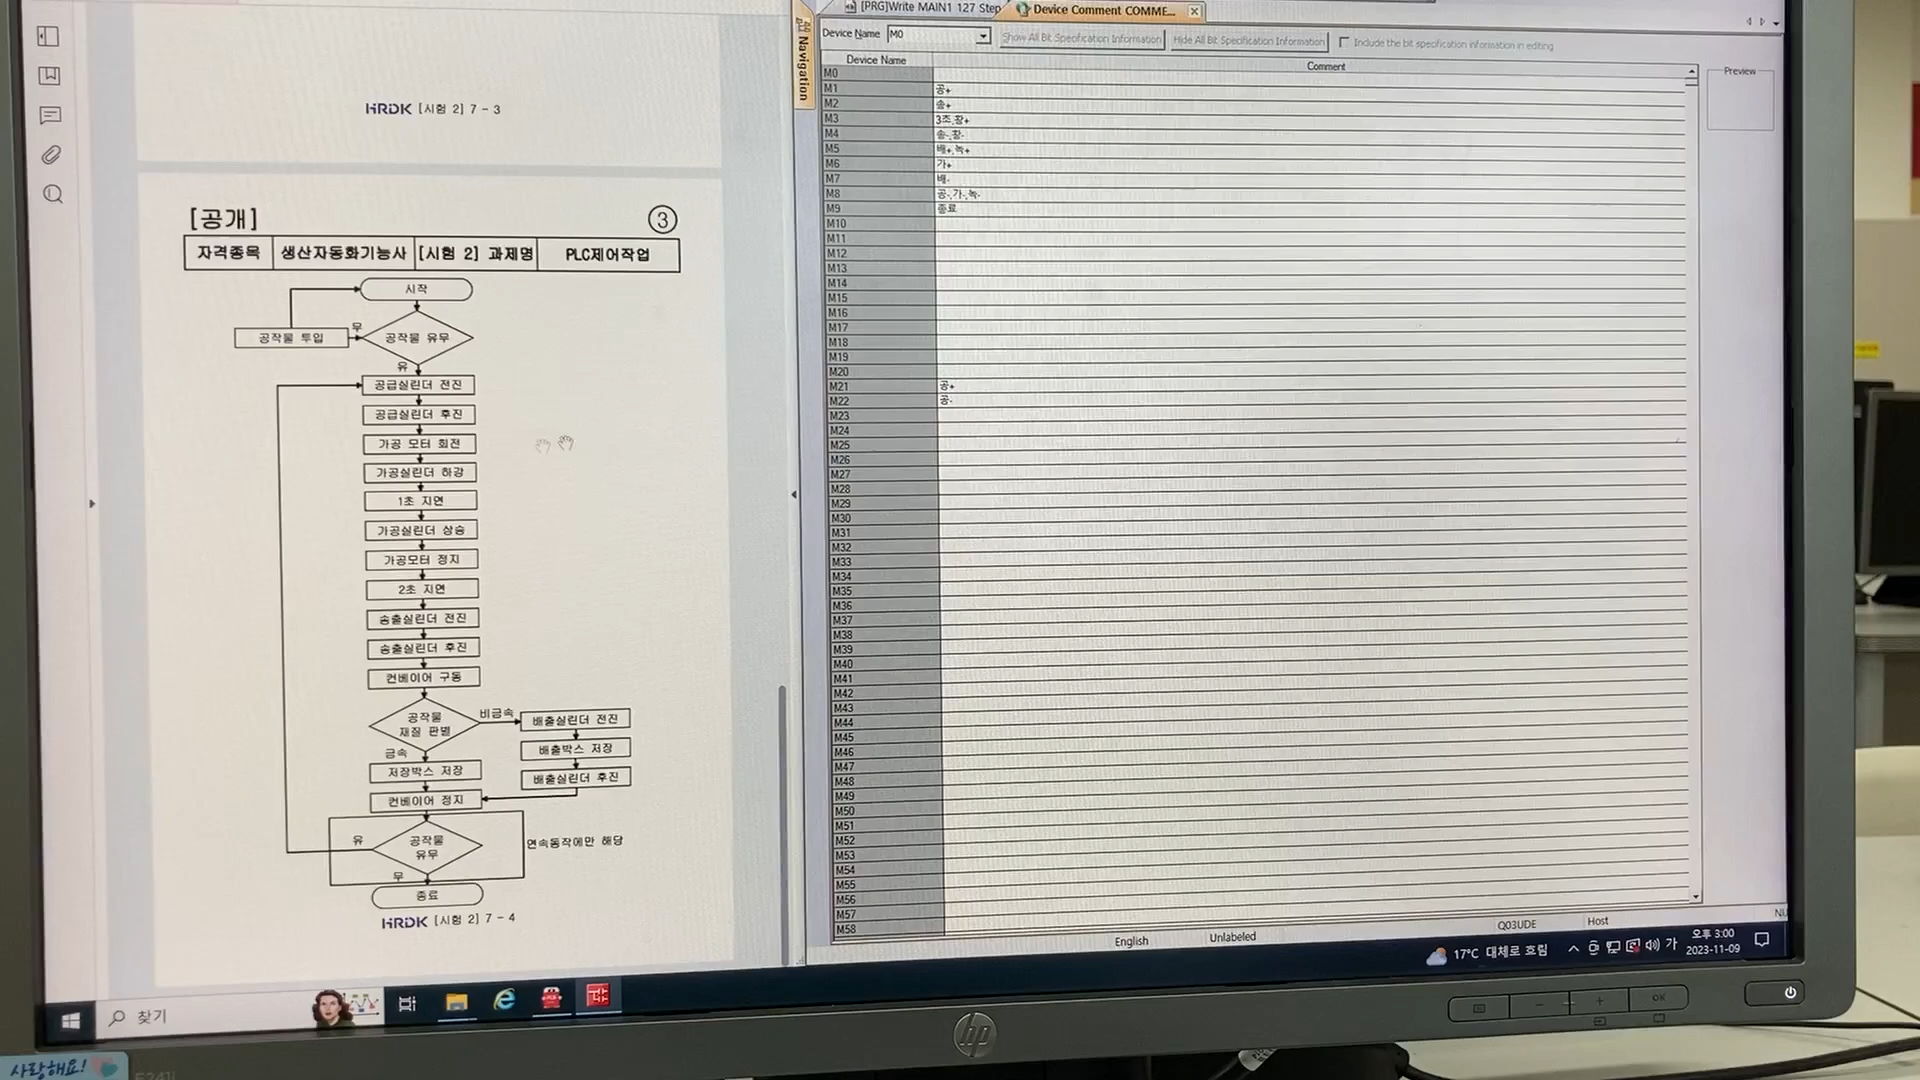 HRDK [시험 2] 7 - 3
[공개]
③
자격종목 생산자동화기능사 [시험 2] 과제명 PLC제어작업
시작
공작물 투입
무
공작물 유무
유
공급실린더 전진
공급실린더 후진
가공 모터 회전
가공실린더 하강
1초 지연
가공실린더 상승
가공모터 정지
2초 지연
송출실린더 전진
송출실린더 후진
컨베이어 구동
공작물
재질 판별
비금속
배출실린더 전진
배출박스 저장
배출실린더 후진
금속
저장박스 저장
컨베이어 정지
유
공작물
유무
연속동작에만 해당
무
종료
HRDK [시험 2] 7 - 4
Navigation
[PRG]Write MAIN1 127 Step
Device Comment COMME...
Device Name M0
Show All Bit Specification Information
Hide All Bit Specification Information
Include the bit specification information in editing
Device Name Comment
Preview
M0
M1 공+
M2 송+
M3 3초,황+
M4 송-,황-
M5 배+,녹+
M6 가+
M7 배-
M8 공-,가-,녹-
M9 종료
M10
M11
M12
M13
M14
M15
M16
M17
M18
M19
M20
M21 공+
M22 공-
M23
M24
M25
M26
M27
M28
M29
M30
M31
M32
M33
M34
M35
M36
M37
M38
M39
M40
M41
M42
M43
M44
M45
M46
M47
M48
M49
M50
M51
M52
M53
M54
M55
M56
M57
M58
English
Unlabeled
Q03UDE
Host
찾기
17°C 대체로 흐림
가
오후 3:00
2023-11-09
hp
OK
사랑해요!